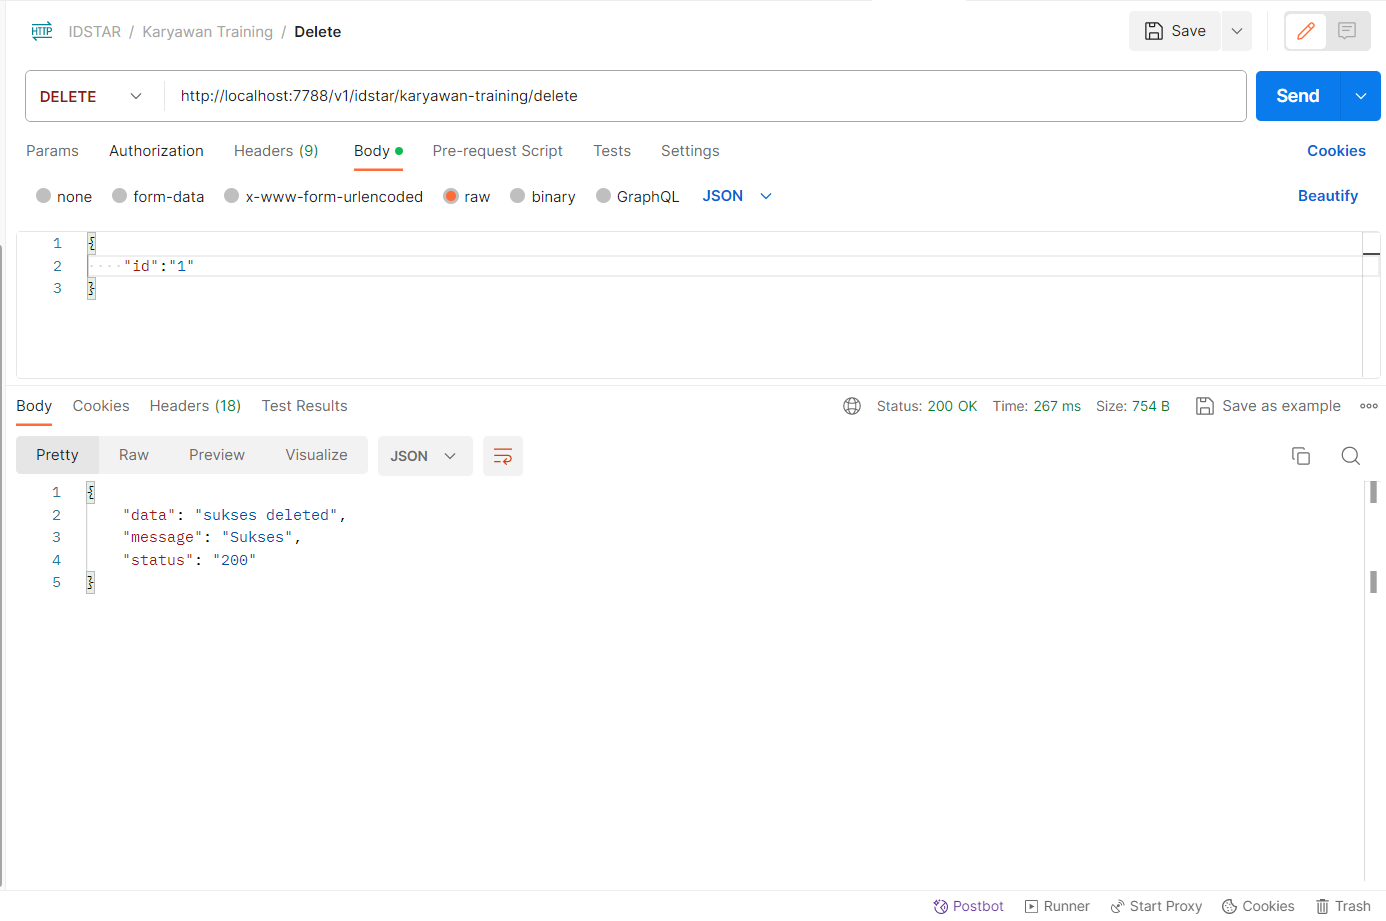 HTTP IDSTAR / Karyawan Training / Delete Save
DELETE http://localhost:7788/v1/idstar/karyawan-training/delete Send
Params Authorization Headers (9) Body Pre-request Script Tests Settings Cookies
none form-data x-www-form-urlencoded raw binary GraphQL JSON Beautify
1 {
2 "id":"1"
3 }
Body Cookies Headers (18) Test Results Status: 200 OK Time: 267 ms Size: 754 B Save as example
Pretty Raw Preview Visualize JSON
1 {
2 "data": "sukses deleted",
3 "message": "Sukses",
4 "status": "200"
5 }
Postbot Runner Start Proxy Cookies Trash